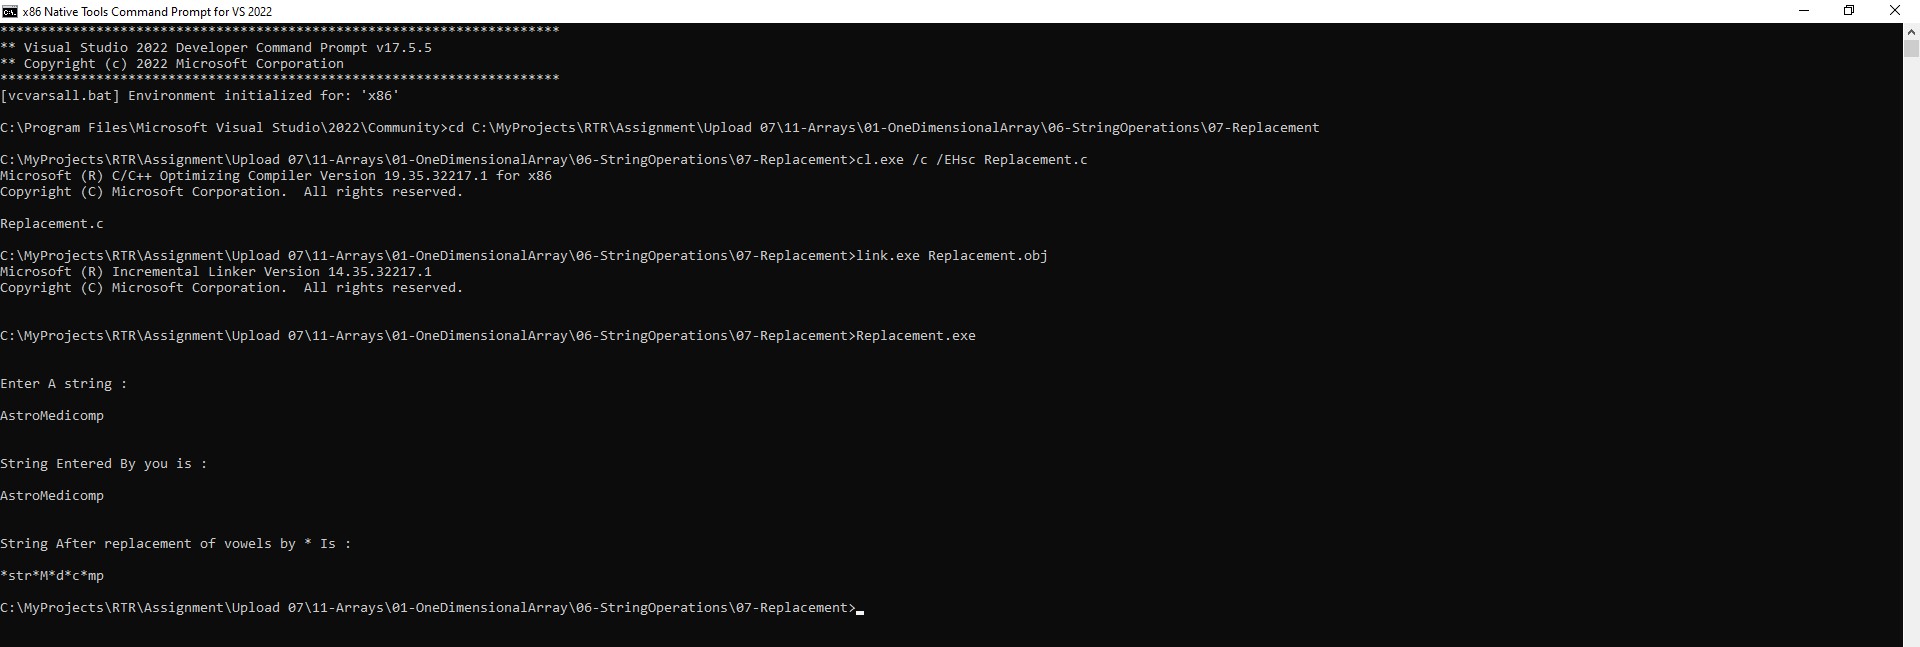 x86 Native Tools Command Prompt for VS 2022
**********************************************************************
** Visual Studio 2022 Developer Command Prompt v17.5.5
** Copyright (c) 2022 Microsoft Corporation
**********************************************************************
[vcvarsall.bat] Environment initialized for: 'x86'
C:\Program Files\Microsoft Visual Studio\2022\Community>cd C:\MyProjects\RTR\Assignment\Upload 07\11-Arrays\01-OneDimensionalArray\06-StringOperations\07-Replacement
C:\MyProjects\RTR\Assignment\Upload 07\11-Arrays\01-OneDimensionalArray\06-StringOperations\07-Replacement>cl.exe /c /EHsc Replacement.c
Microsoft (R) C/C++ Optimizing Compiler Version 19.35.32217.1 for x86
Copyright (C) Microsoft Corporation.  All rights reserved.
Replacement.c
C:\MyProjects\RTR\Assignment\Upload 07\11-Arrays\01-OneDimensionalArray\06-StringOperations\07-Replacement>link.exe Replacement.obj
Microsoft (R) Incremental Linker Version 14.35.32217.1
Copyright (C) Microsoft Corporation.  All rights reserved.
C:\MyProjects\RTR\Assignment\Upload 07\11-Arrays\01-OneDimensionalArray\06-StringOperations\07-Replacement>Replacement.exe
Enter A string :
AstroMedicomp
String Entered By you is :
AstroMedicomp
String After replacement of vowels by * Is :
*str*M*d*c*mp
C:\MyProjects\RTR\Assignment\Upload 07\11-Arrays\01-OneDimensionalArray\06-StringOperations\07-Replacement>